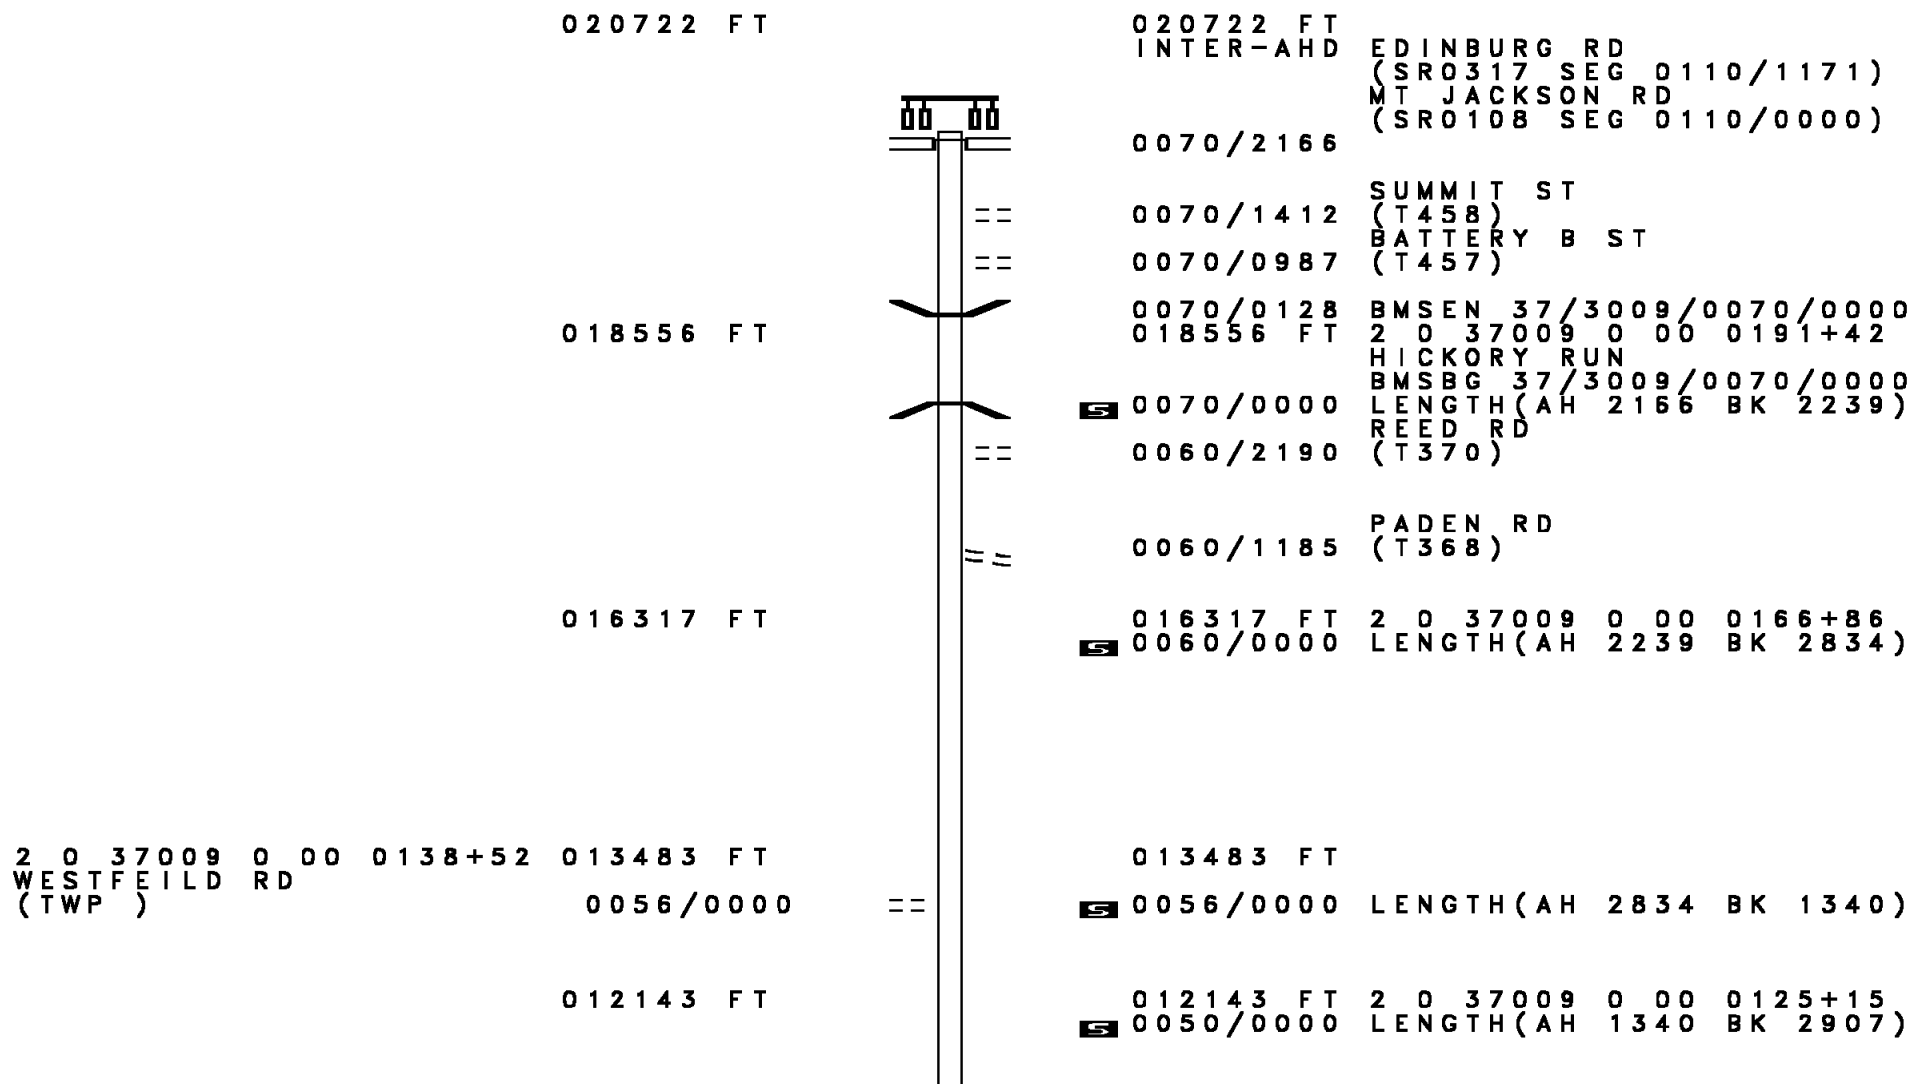 020722 FT 020722 FT
INTER-AHD EDINBURG RD
(SR0317 SEG 0110/1171)
MT JACKSON RD
(SR0108 SEG 0110/0000)
0070/2166
SUMMIT ST
0070/1412 (T458)
BATTERY B ST
0070/0987 (T457)
0070/0128 BMSEN 37/3009/0070/0000
018556 FT 018556 FT 2 0 37009 0 00 0191+42
HICKORY RUN
BMSBG 37/3009/0070/0000
S 0070/0000 LENGTH(AH 2166 BK 2239)
REED RD
0060/2190 (T370)
PADEN RD
0060/1185 (T368)
016317 FT 016317 FT 2 0 37009 0 00 0166+86
S 0060/0000 LENGTH(AH 2239 BK 2834)
2 0 37009 0 00 0138+52 013483 FT 013483 FT
WESTFEILD RD
(TWP ) 0056/0000 S 0056/0000 LENGTH(AH 2834 BK 1340)
012143 FT 012143 FT 2 0 37009 0 00 0125+15
S 0050/0000 LENGTH(AH 1340 BK 2907)